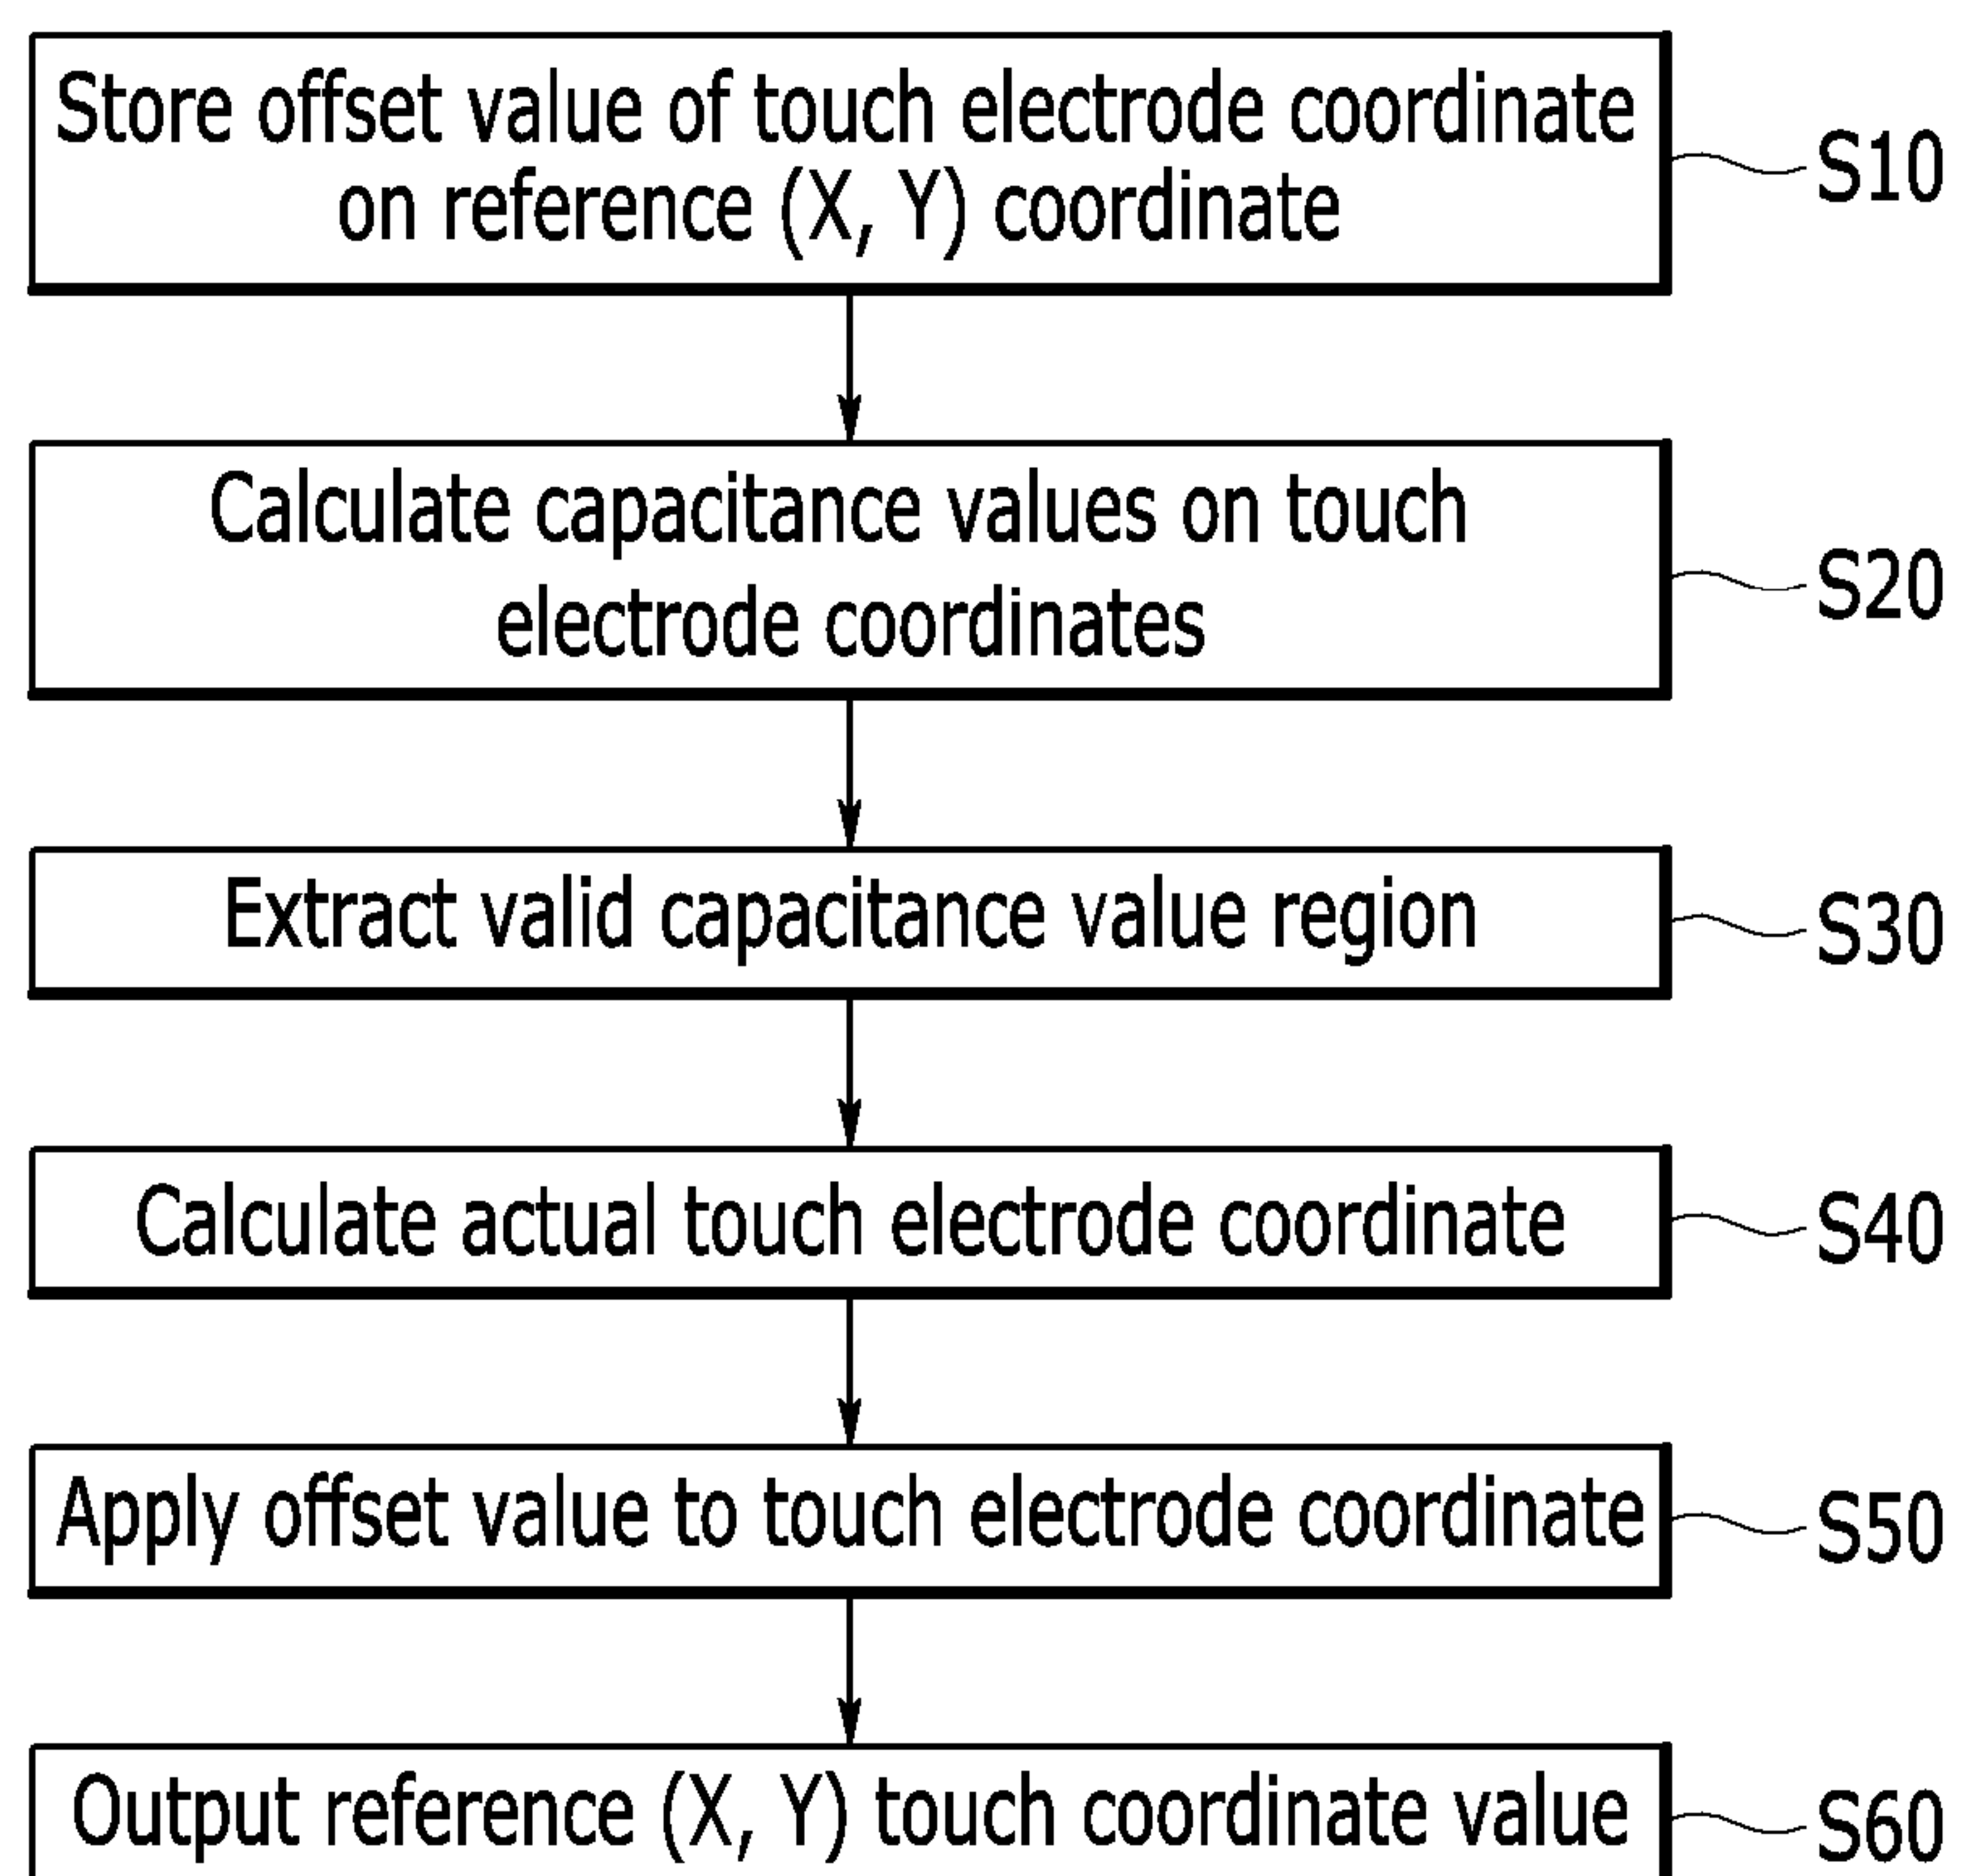 Store offset value of touch electrode coordinate
on reference (X, Y) coordinate
S10
Calculate capacitance values on touch
electrode coordinates
S20
Extract valid capacitance value region
S30
Calculate actual touch electrode coordinate
S40
Apply offset value to touch electrode coordinate
S50
Output reference (X, Y) touch coordinate value
S60